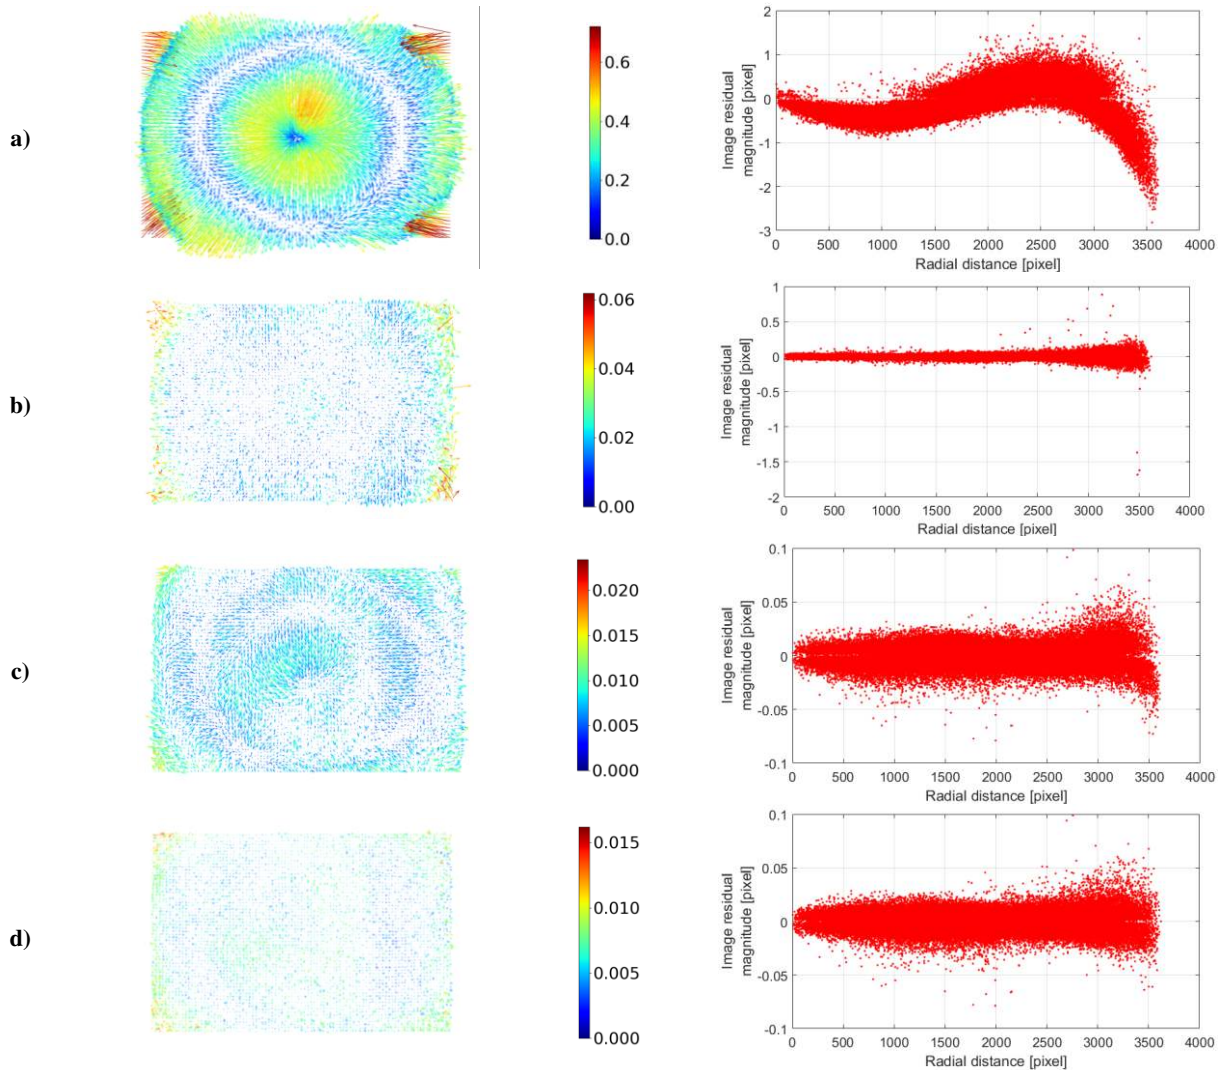 a)
0.6
0.4
0.2
0.0
Image residual
magnitude [pixel]
2
1
0
-1
-2
-3
0 500 1000 1500 2000 2500 3000 3500 4000
Radial distance [pixel]
b)
0.06
0.04
0.02
0.00
Image residual
magnitude [pixel]
1
0.5
0
-0.5
-1
-1.5
-2
0 500 1000 1500 2000 2500 3000 3500 4000
Radial distance [pixel]
c)
0.020
0.015
0.010
0.005
0.000
Image residual
magnitude [pixel]
0.1
0.05
0
-0.05
-0.1
0 500 1000 1500 2000 2500 3000 3500 4000
Radial distance [pixel]
d)
0.015
0.010
0.005
0.000
Image residual
magnitude [pixel]
0.1
0.05
0
-0.05
-0.1
0 500 1000 1500 2000 2500 3000 3500 4000
Radial distance [pixel]